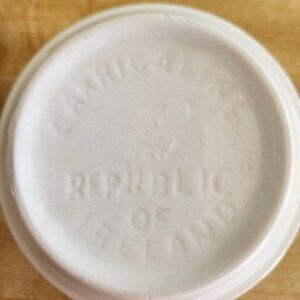 CARRIGALINE
REPUBLIC
OF
IRELAND